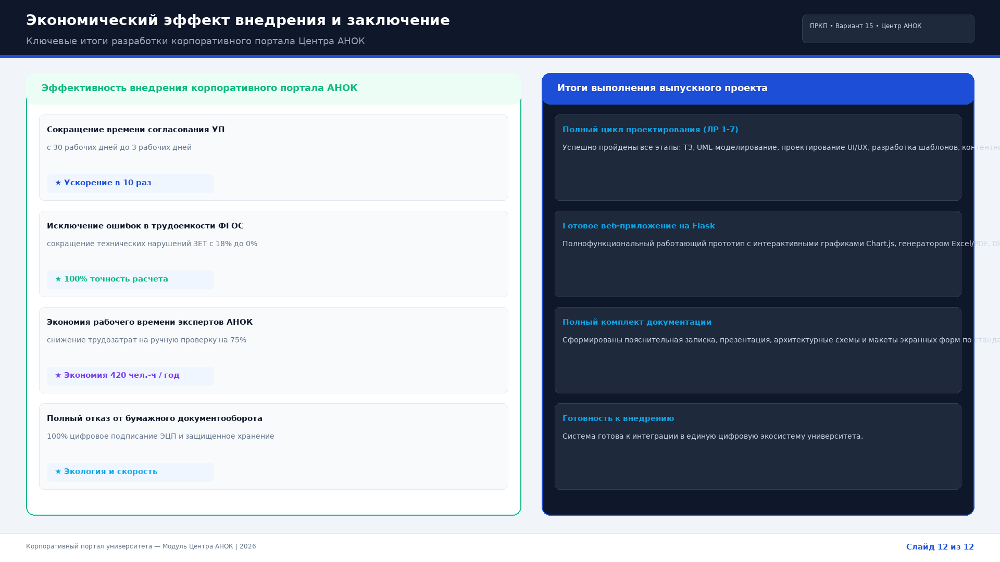 Экономический эффект внедрения и заключение
Ключевые итоги разработки корпоративного портала Центра АНОК
ПРКП • Вариант 15 • Центр АНОК
Эффективность внедрения корпоративного портала АНОК
Сокращение времени согласования УП
с 30 рабочих дней до 3 рабочих дней
★ Ускорение в 10 раз
Исключение ошибок в трудоемкости ФГОС
сокращение технических нарушений ЗЕТ с 18% до 0%
★ 100% точность расчета
Экономия рабочего времени экспертов АНОК
снижение трудозатрат на ручную проверку на 75%
★ Экономия 420 чел.-ч / год
Полный отказ от бумажного документооборота
100% цифровое подписание ЭЦП и защищенное хранение
★ Экология и скорость
Итоги выполнения выпускного проекта
Полный цикл проектирования (ЛР 1-7)
Успешно пройдены все этапы: ТЗ, UML-моделирование, проектирование UI/UX, разработка шаблонов,
Готовое веб-приложение на Flask
Полнофункциональный работающий прототип с интерактивными графиками Chart.js, генератором Excel/PDF,
Полный комплект документации
Сформированы пояснительная записка, презентация, архитектурные схемы и макеты экранных форм по
Готовность к внедрению
Система готова к интеграции в единую цифровую экосистему университета.
Корпоративный портал университета — Модуль Центра АНОК | 2026
Слайд 12 из 12